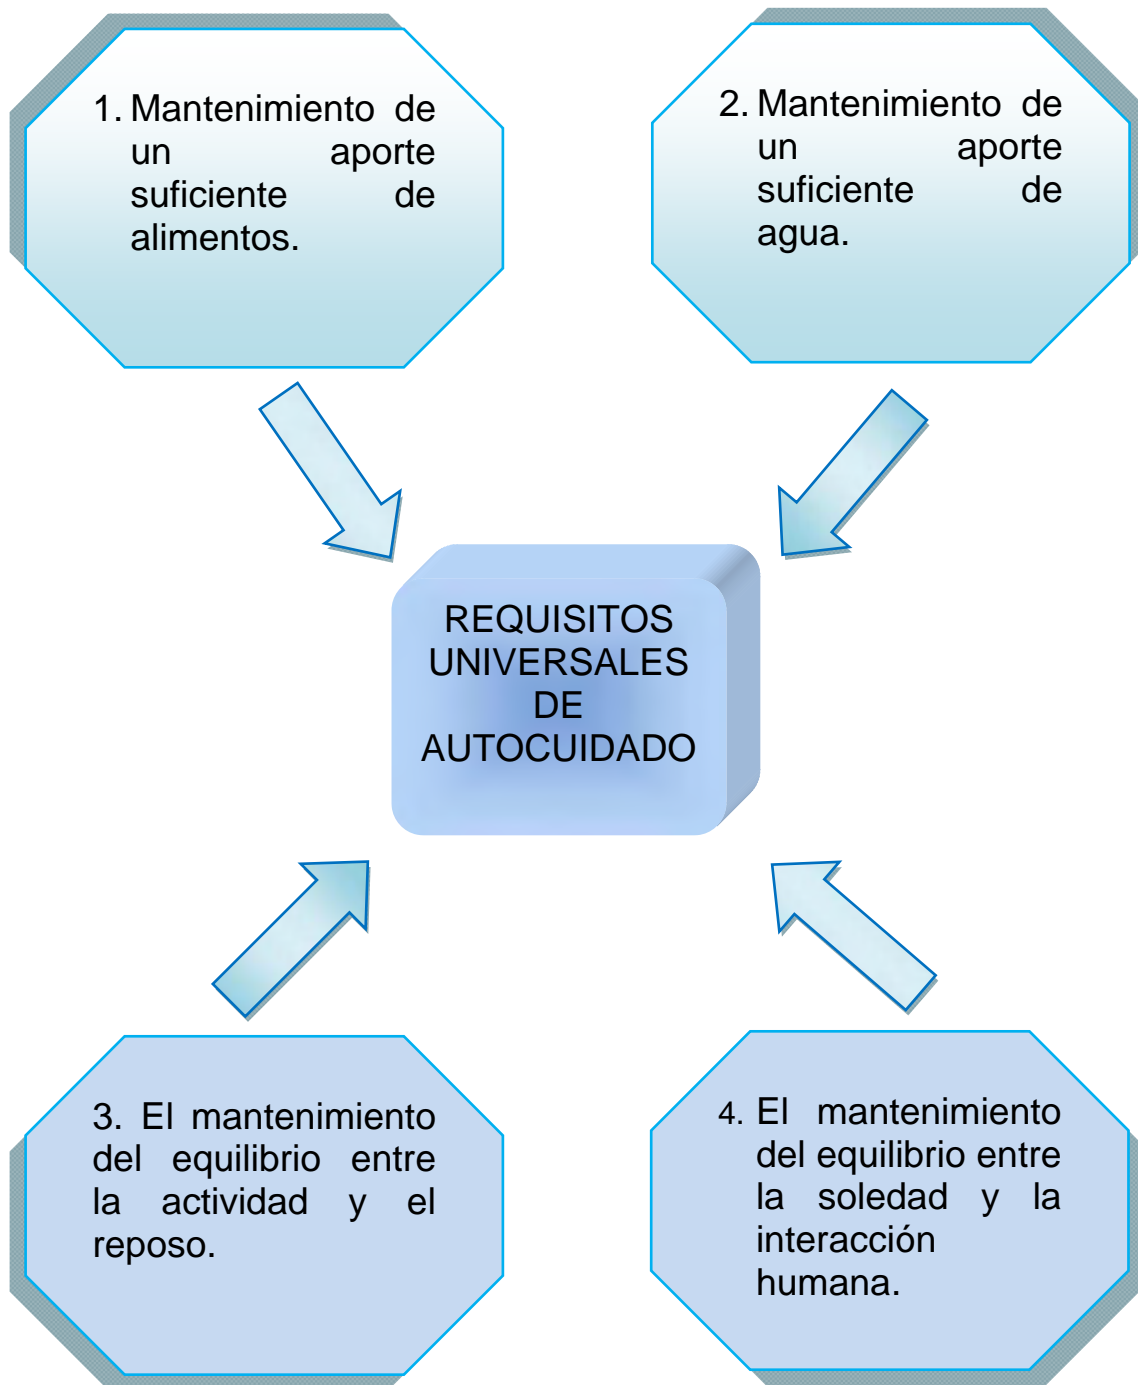 1. Mantenimiento de
un aporte
suficiente de
alimentos.
2. Mantenimiento de
un aporte
suficiente de
agua.
REQUISITOS
UNIVERSALES
DE
AUTOCUIDADO
3. El mantenimiento
del equilibrio entre
la actividad y el
reposo.
4. El mantenimiento
del equilibrio entre
la soledad y la
interacción
humana.